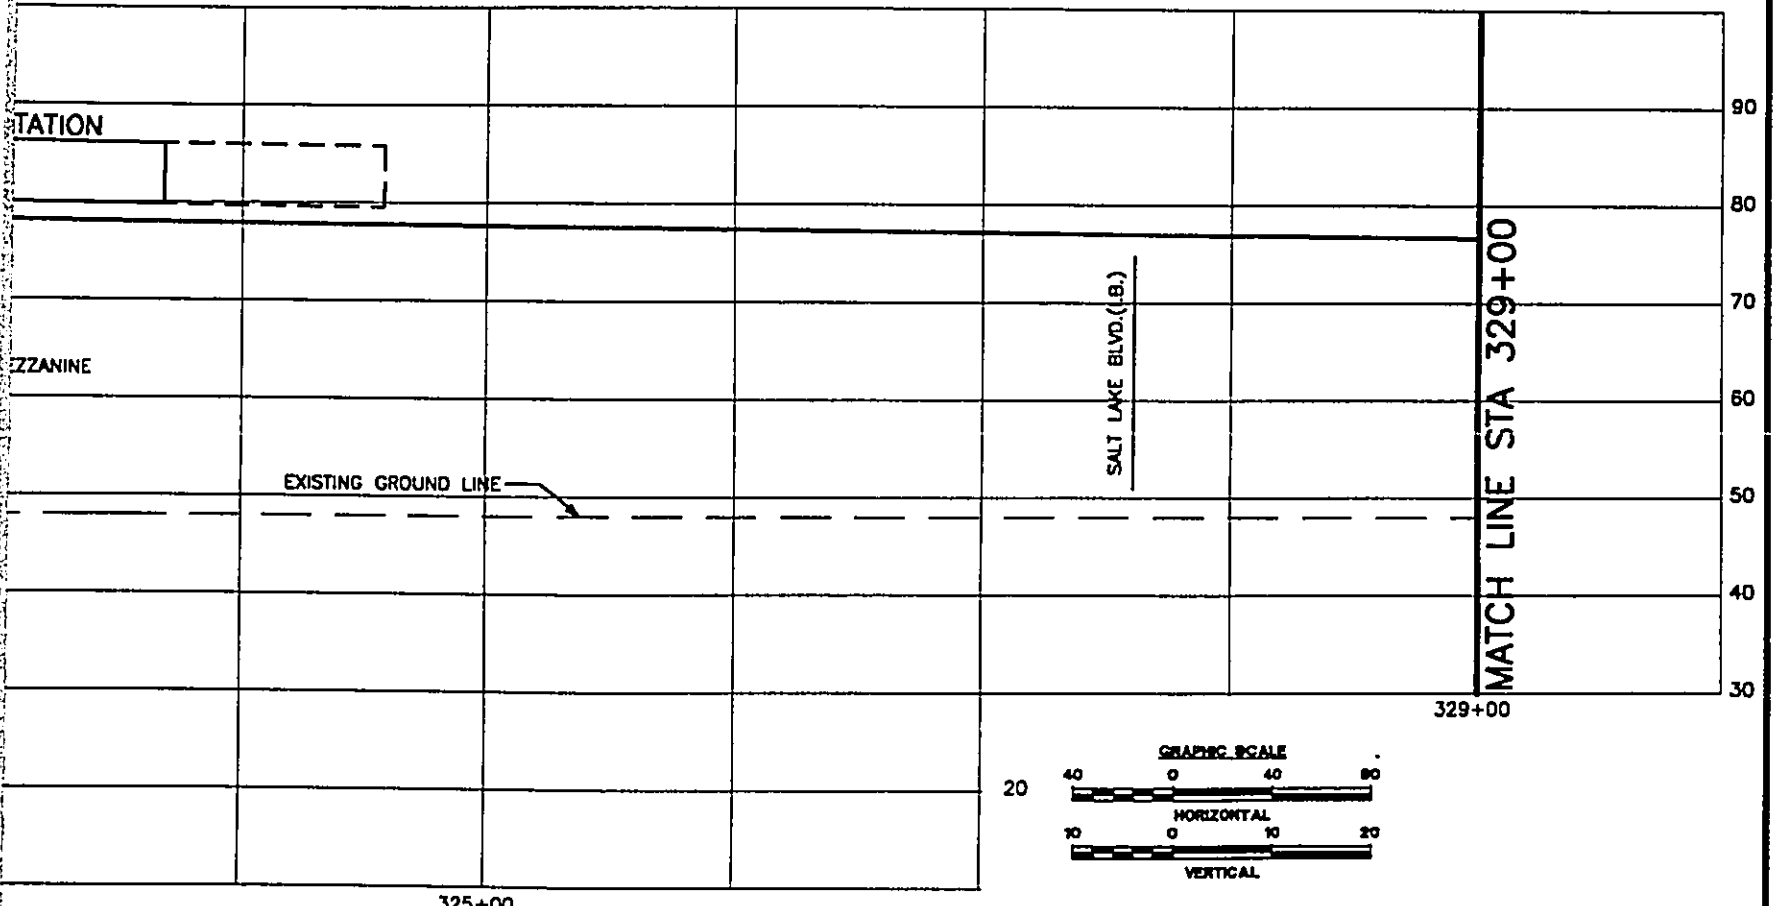 90
TATION
80
SALT LAKE BLVD.(I.B.)
MATCH LINE STA 329+00
70
EZZANINE
60
EXISTING GROUND LINE
50
40
30
329+00
GRAPHIC SCALE
40 0 40 80
20
HORIZONTAL
10 0 10 20
VERTICAL
325+00